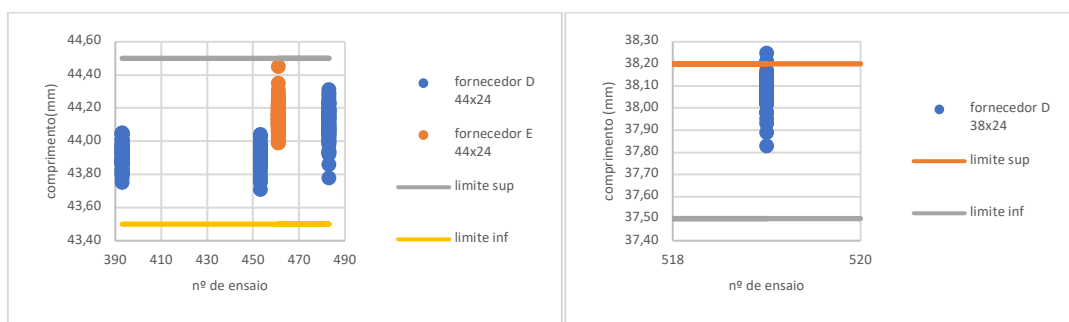 44,60
44,40
44,20
44,00
43,80
43,60
43,40
comprimento(mm)
390 410 430 450 470 490
nº de ensaio
fornecedor D
44x24
fornecedor E
44x24
limite sup
limite inf
38,30
38,20
38,10
38,00
37,90
37,80
37,70
37,60
37,50
37,40
comprimento (mm)
518 520
nº de ensaio
fornecedor D
38x24
limite sup
limite inf